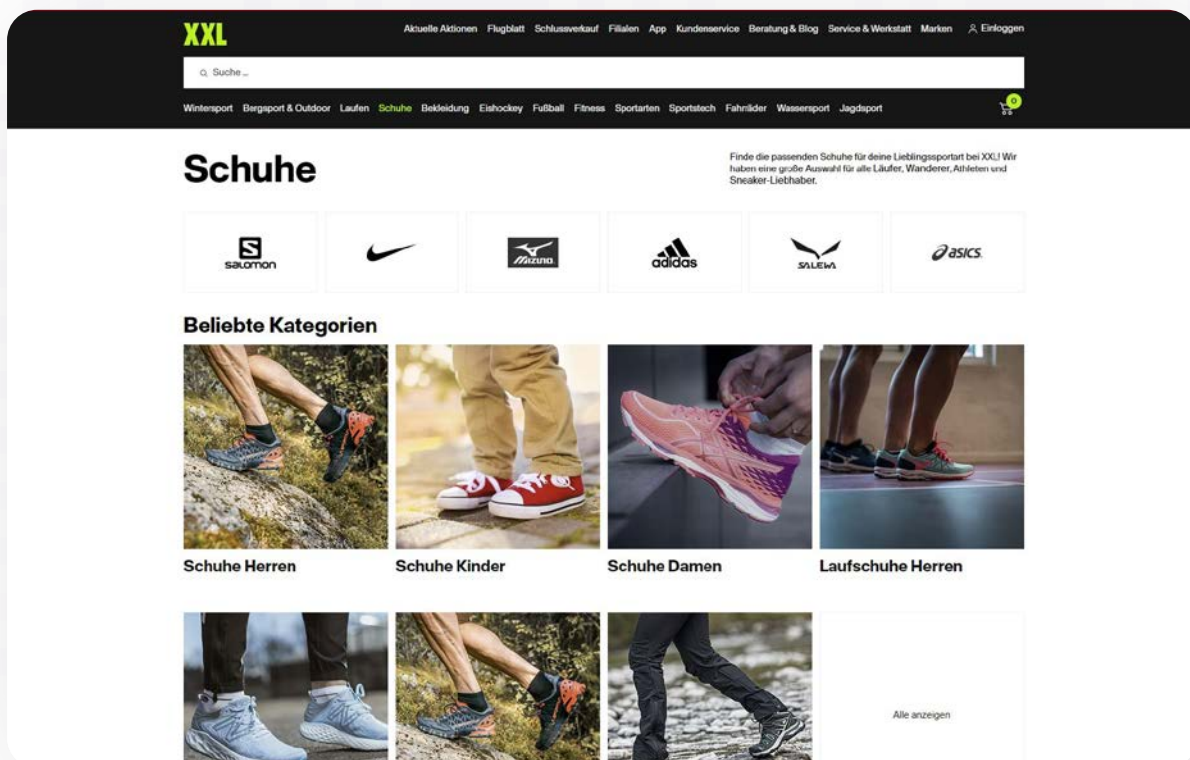 XXL
Aktuelle Aktionen Flugblatt Schlussverkauf Filialen App Kundenservice Beratung & Blog Service & Werkstatt Marken Einloggen
Suche ...
Wintersport Bergsport & Outdoor Laufen Schuhe Bekleidung Eishockey Fußball Fitness Sportarten Sportstech Fahrräder Wassersport Jagdsport
0
Schuhe
Finde die passenden Schuhe für deine Lieblingssportart bei XXL! Wir
haben eine große Auswahl für alle Läufer, Wanderer, Athleten und
Sneaker-Liebhaber.
S
salomon
MIZUNO
adidas
SALEWA
asics
Beliebte Kategorien
Schuhe Herren Schuhe Kinder Schuhe Damen Laufschuhe Herren
Alle anzeigen